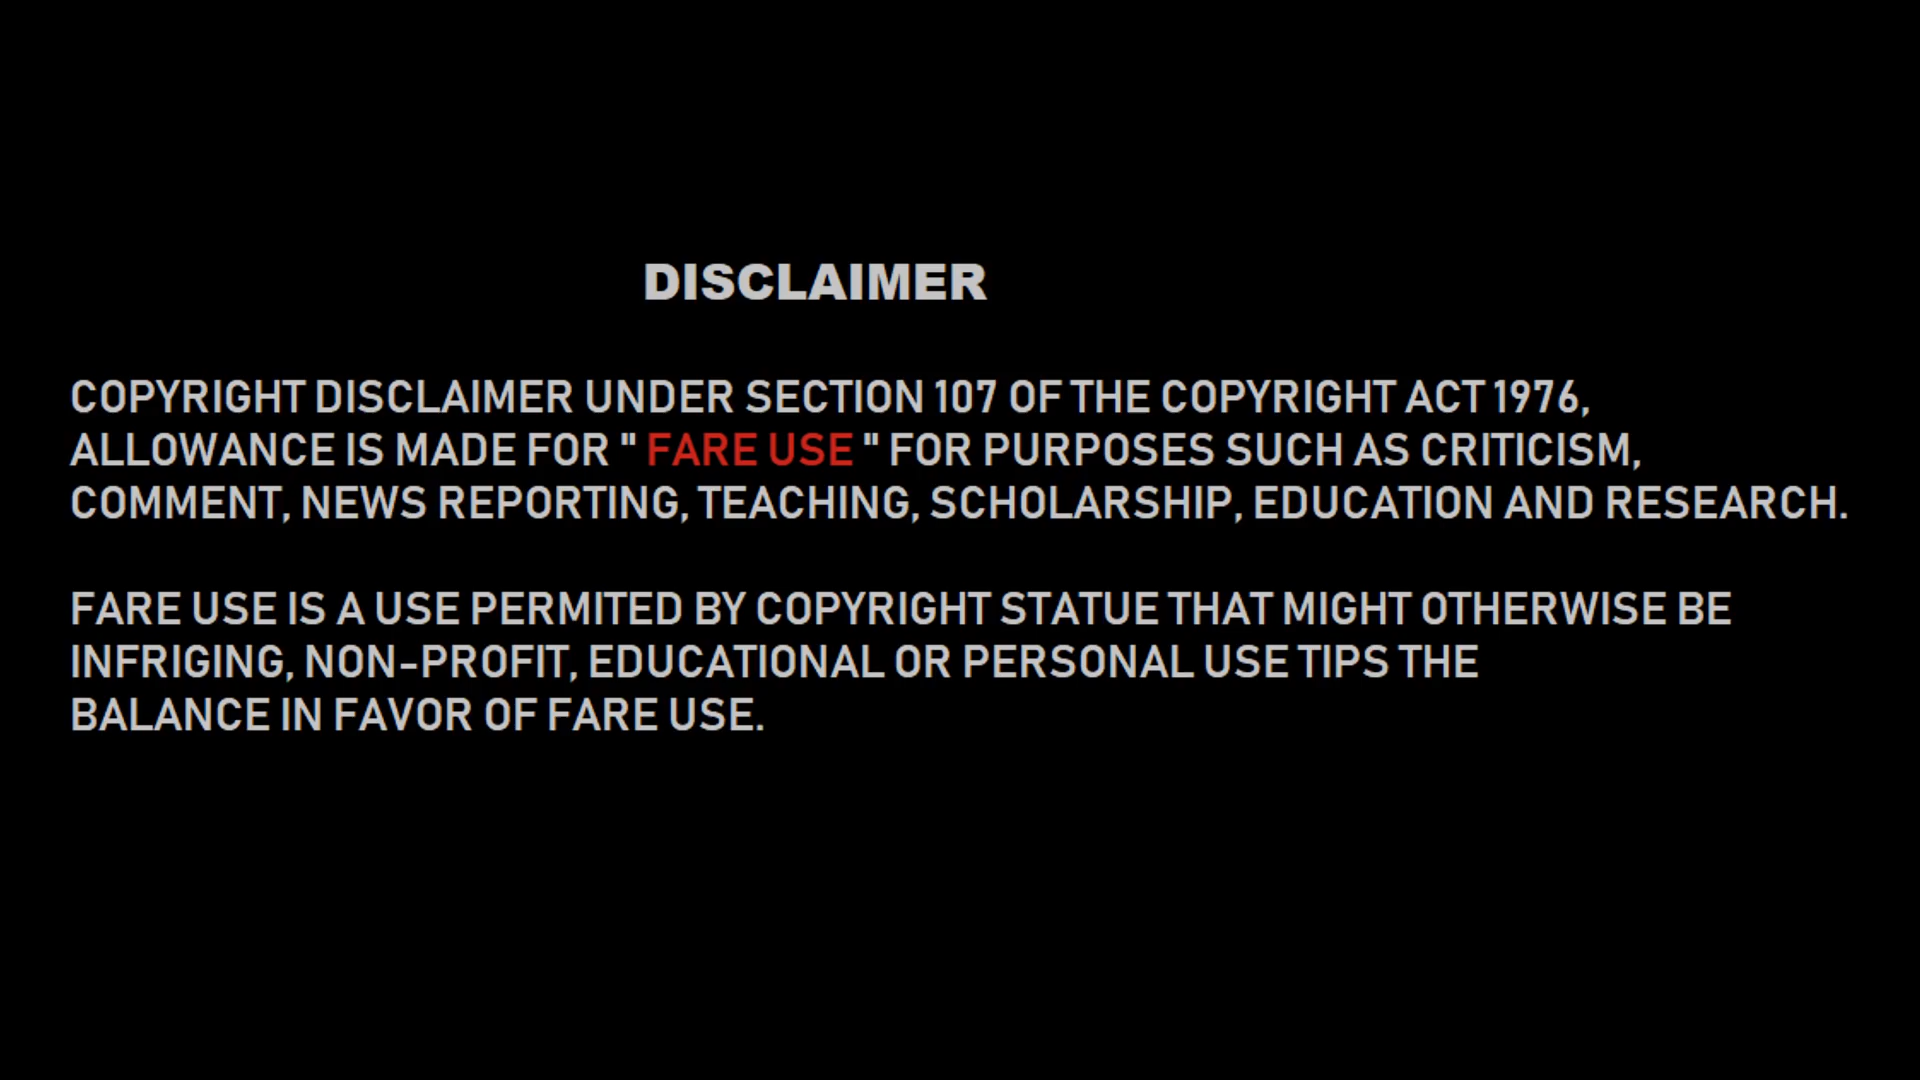 DISCLAIMER
COPYRIGHT DISCLAIMER UNDER SECTION 107 OF THE COPYRIGHT ACT 1976,
ALLOWANCE IS MADE FOR " FARE USE " FOR PURPOSES SUCH AS CRITICISM,
COMMENT, NEWS REPORTING, TEACHING, SCHOLARSHIP, EDUCATION AND RESEARCH.
FARE USE IS A USE PERMITED BY COPYRIGHT STATUE THAT MIGHT OTHERWISE BE
INFRIGING, NON-PROFIT, EDUCATIONAL OR PERSONAL USE TIPS THE
BALANCE IN FAVOR OF FARE USE.